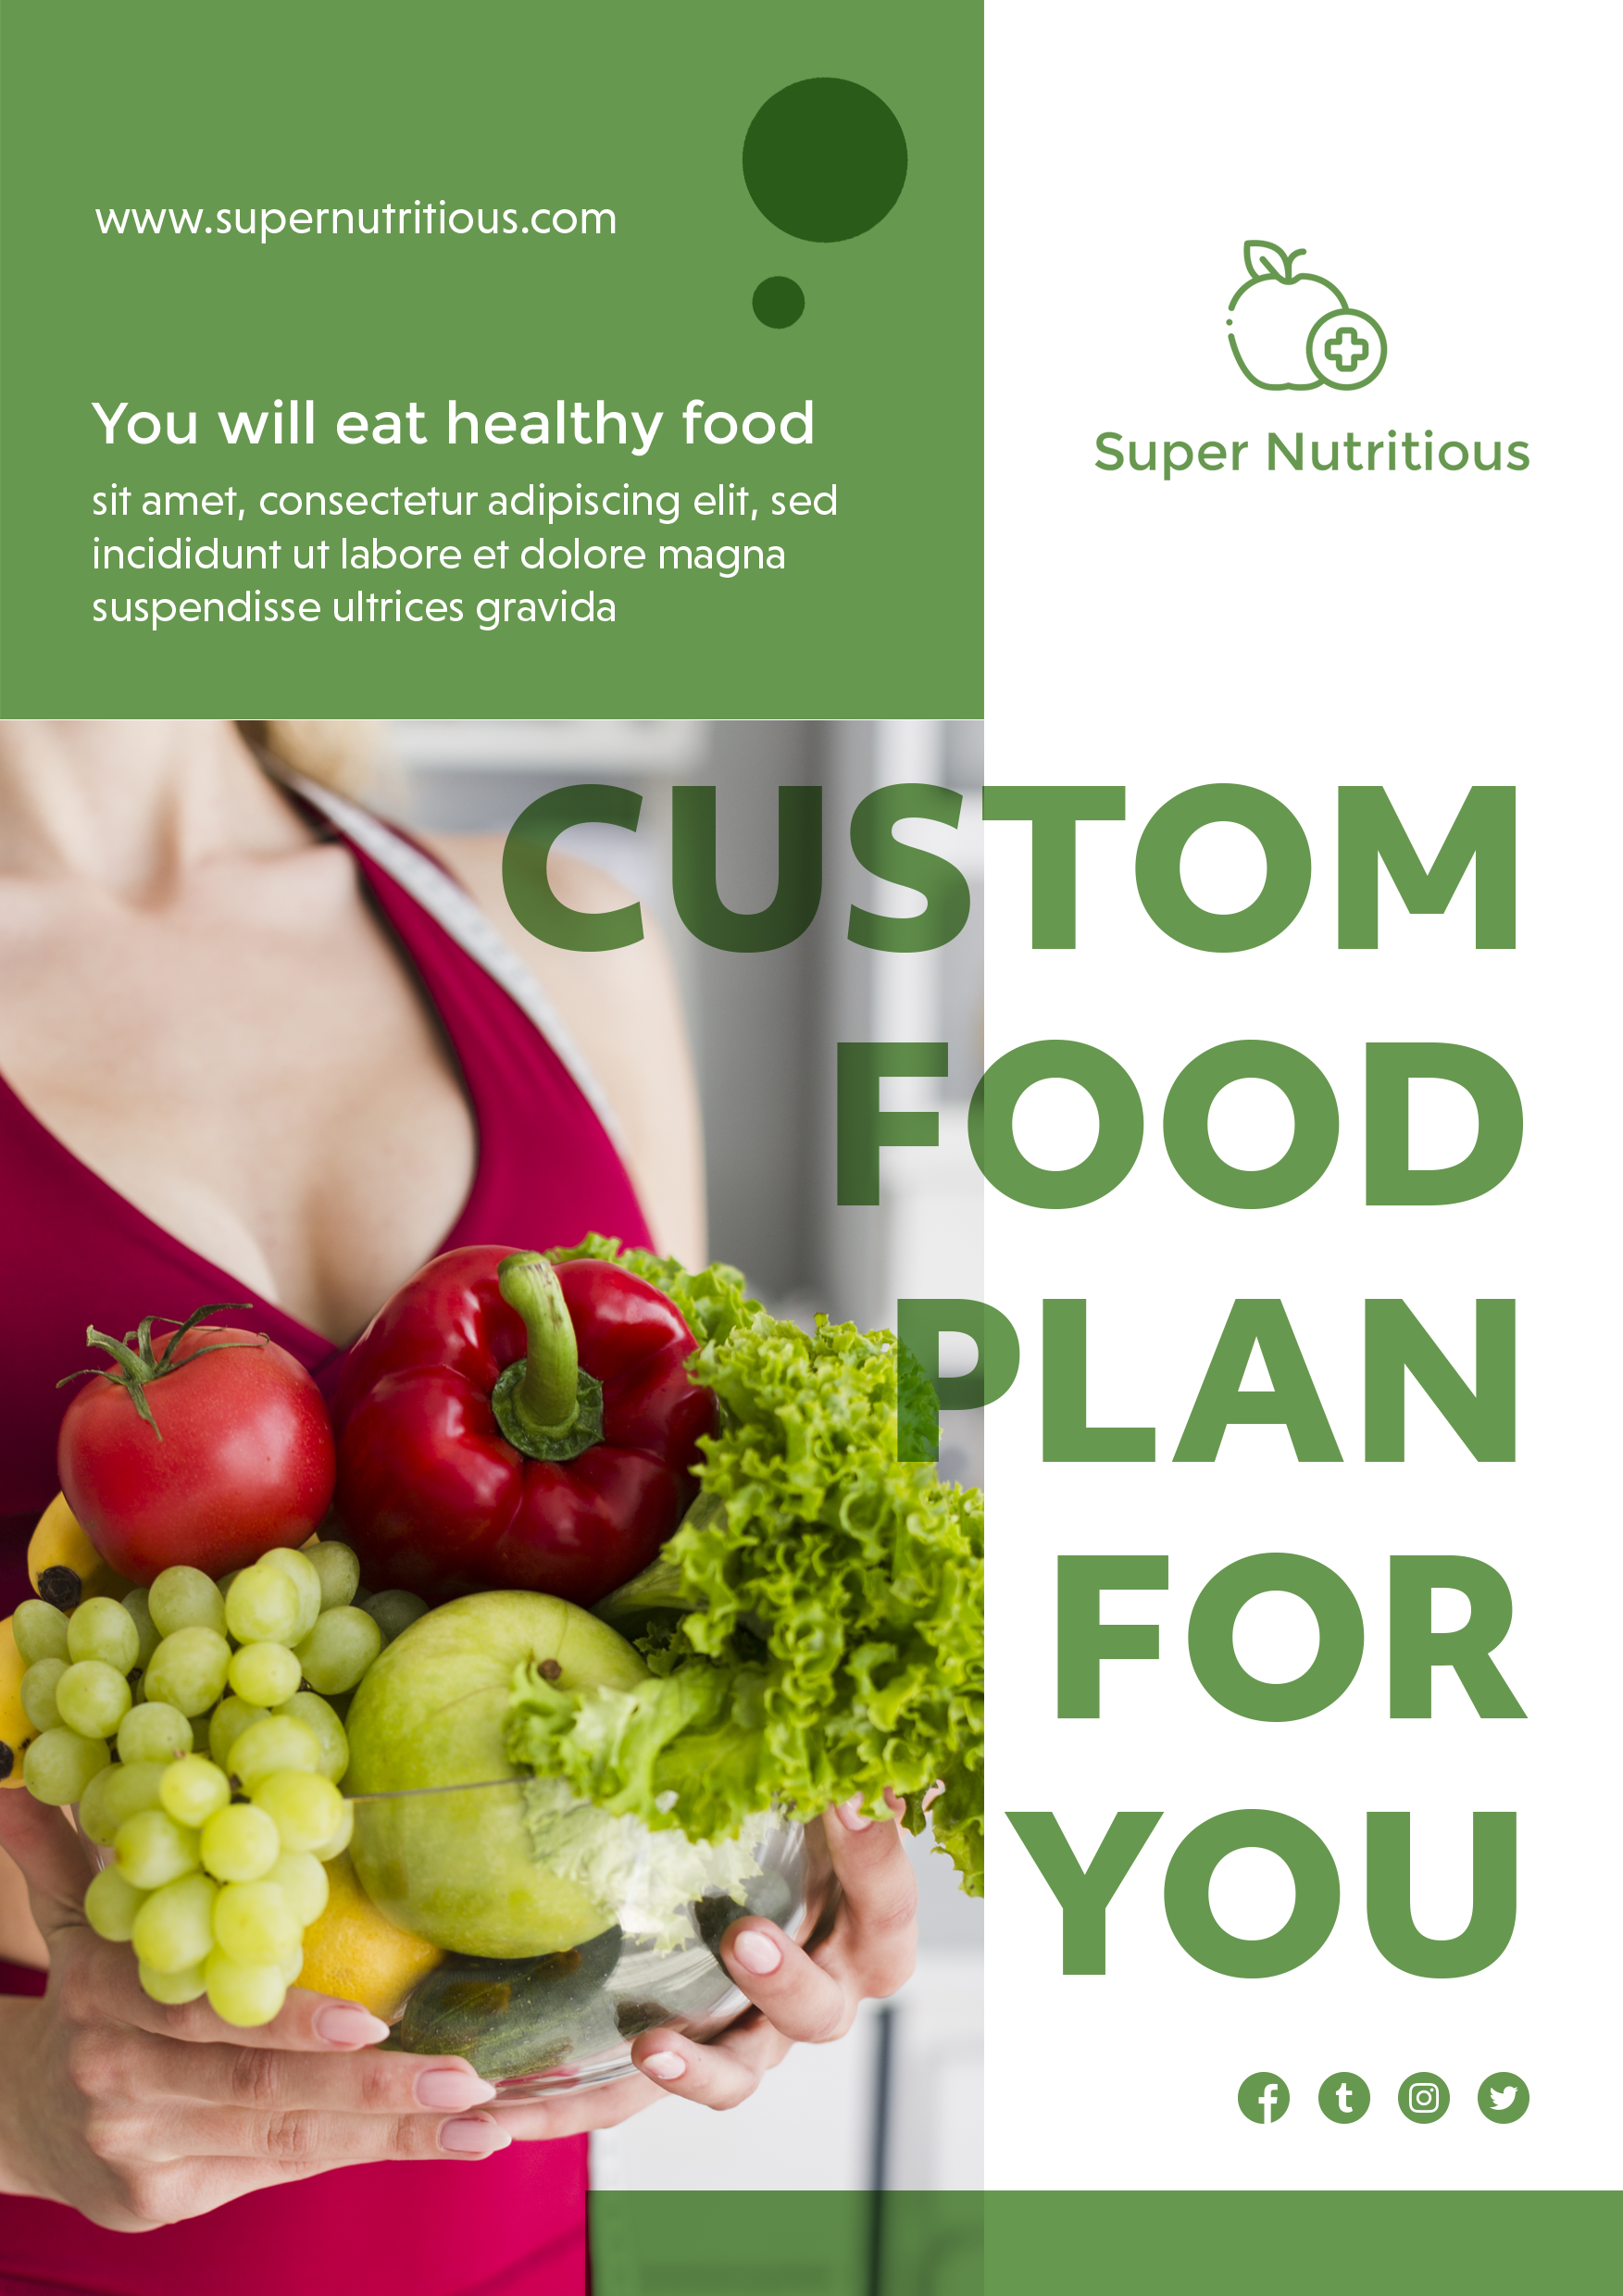 www.supernutritious.com
You will eat healthy food
sit amet, consectetur adipiscing elit, sed
incididunt ut labore et dolore magna
suspendisse ultrices gravida
Super Nutritious
CUSTOM
FOOD
PLAN
FOR
YOU